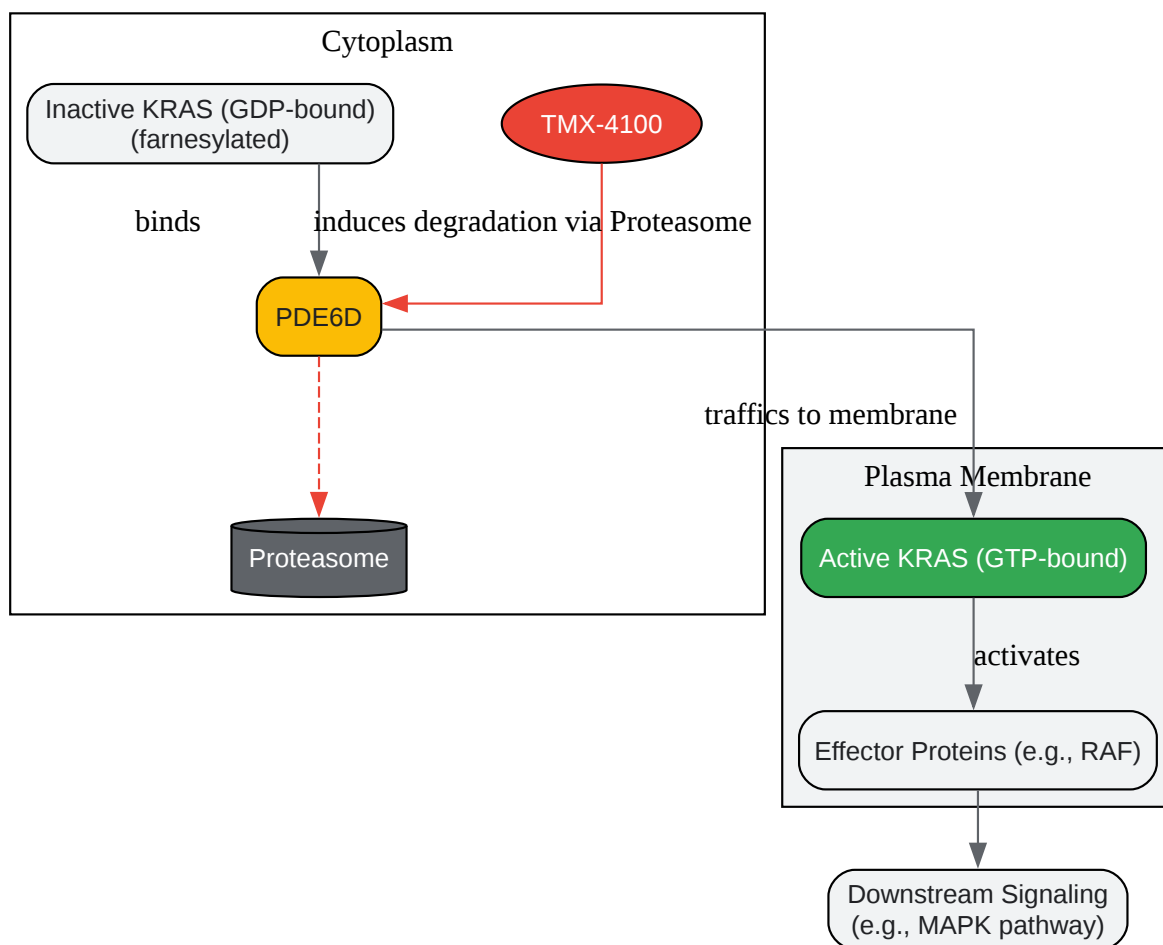 Cytoplasm
Inactive KRAS (GDP-bound)
(farnesylated)
TMX-4100
binds
induces degradation via Proteasome
PDE6D
traffics to membrane
Plasma Membrane
Proteasome
Active KRAS (GTP-bound)
activates
Effector Proteins (e.g., RAF)
Downstream Signaling
(e.g., MAPK pathway)